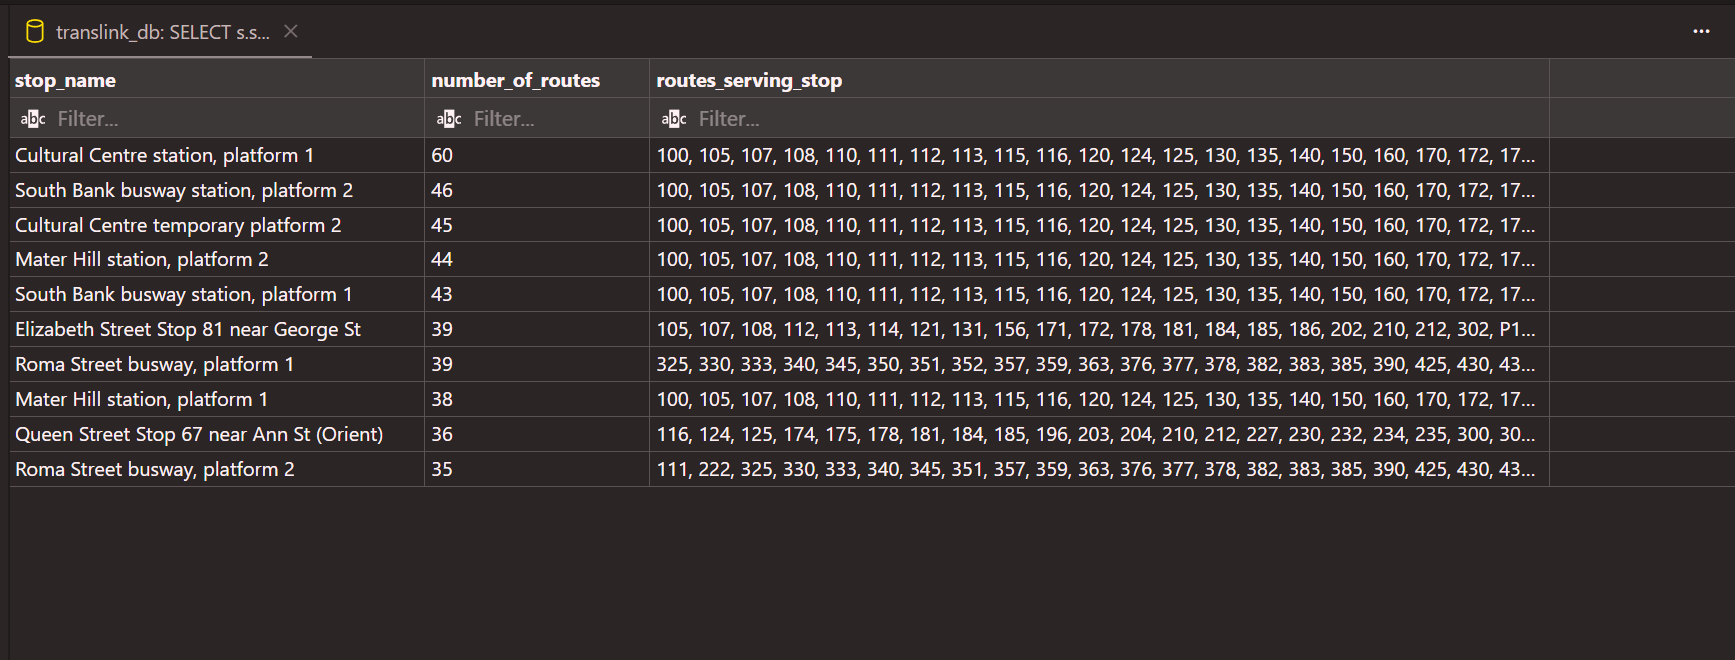 translink_db: SELECT s.s...
stop_name number_of_routes routes_serving_stop
abc Filter... abc Filter... abc Filter...
Cultural Centre station, platform 1 60 100, 105, 107, 108, 110, 111, 112, 113, 115, 116, 120, 124, 125, 130, 135, 140, 150, 160, 170, 172, 17...
South Bank busway station, platform 2 46 100, 105, 107, 108, 110, 111, 112, 113, 115, 116, 120, 124, 125, 130, 135, 140, 150, 160, 170, 172, 17...
Cultural Centre temporary platform 2 45 100, 105, 107, 108, 110, 111, 112, 113, 115, 116, 120, 124, 125, 130, 135, 140, 150, 160, 170, 172, 17...
Mater Hill station, platform 2 44 100, 105, 107, 108, 110, 111, 112, 113, 115, 116, 120, 124, 125, 130, 135, 140, 150, 160, 170, 172, 17...
South Bank busway station, platform 1 43 100, 105, 107, 108, 110, 111, 112, 113, 115, 116, 120, 124, 125, 130, 135, 140, 150, 160, 170, 172, 17...
Elizabeth Street Stop 81 near George St 39 105, 107, 108, 112, 113, 114, 121, 131, 156, 171, 172, 178, 181, 184, 185, 186, 202, 210, 212, 302, P1...
Roma Street busway, platform 1 39 325, 330, 333, 340, 345, 350, 351, 352, 357, 359, 363, 376, 377, 378, 382, 383, 385, 390, 425, 430, 43...
Mater Hill station, platform 1 38 100, 105, 107, 108, 110, 111, 112, 113, 115, 116, 120, 124, 125, 130, 135, 140, 150, 160, 170, 172, 17...
Queen Street Stop 67 near Ann St (Orient) 36 116, 124, 125, 174, 175, 178, 181, 184, 185, 196, 203, 204, 210, 212, 227, 230, 232, 234, 235, 300, 30...
Roma Street busway, platform 2 35 111, 222, 325, 330, 333, 340, 345, 351, 357, 359, 363, 376, 377, 378, 382, 383, 385, 390, 425, 430, 43...